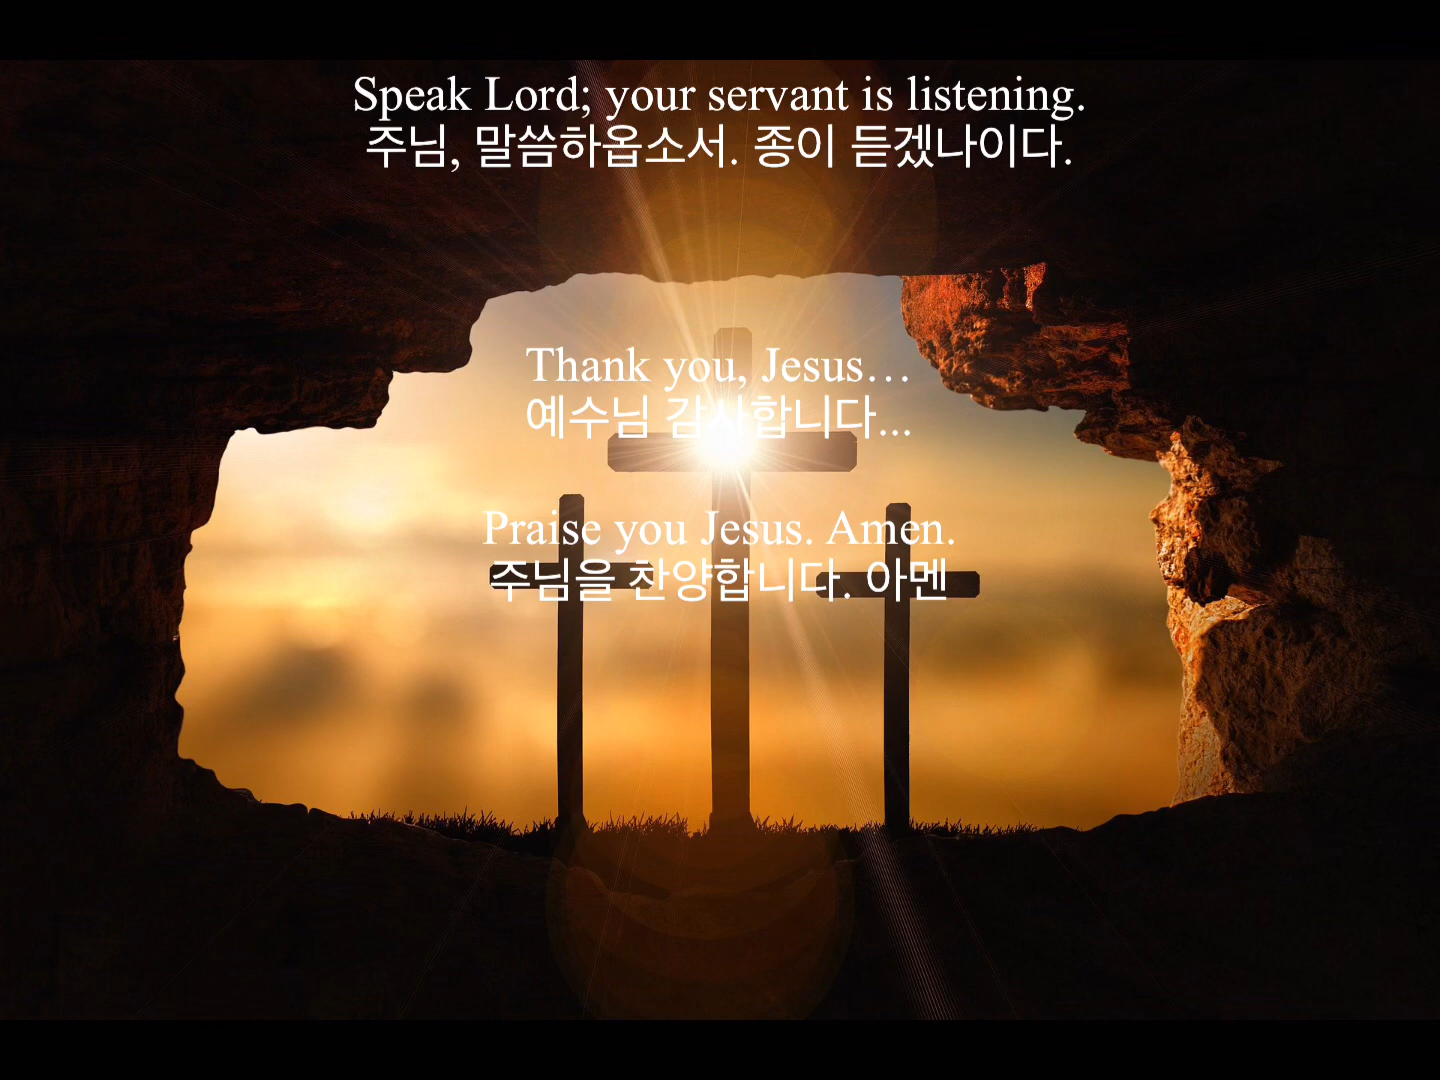 Speak Lord; your servant is listening.
주님, 말씀하옵소서. 종이 듣겠나이다.
Thank you, Jesus…
예수님 감사합니다...
Praise you Jesus. Amen.
주님을 찬양합니다. 아멘